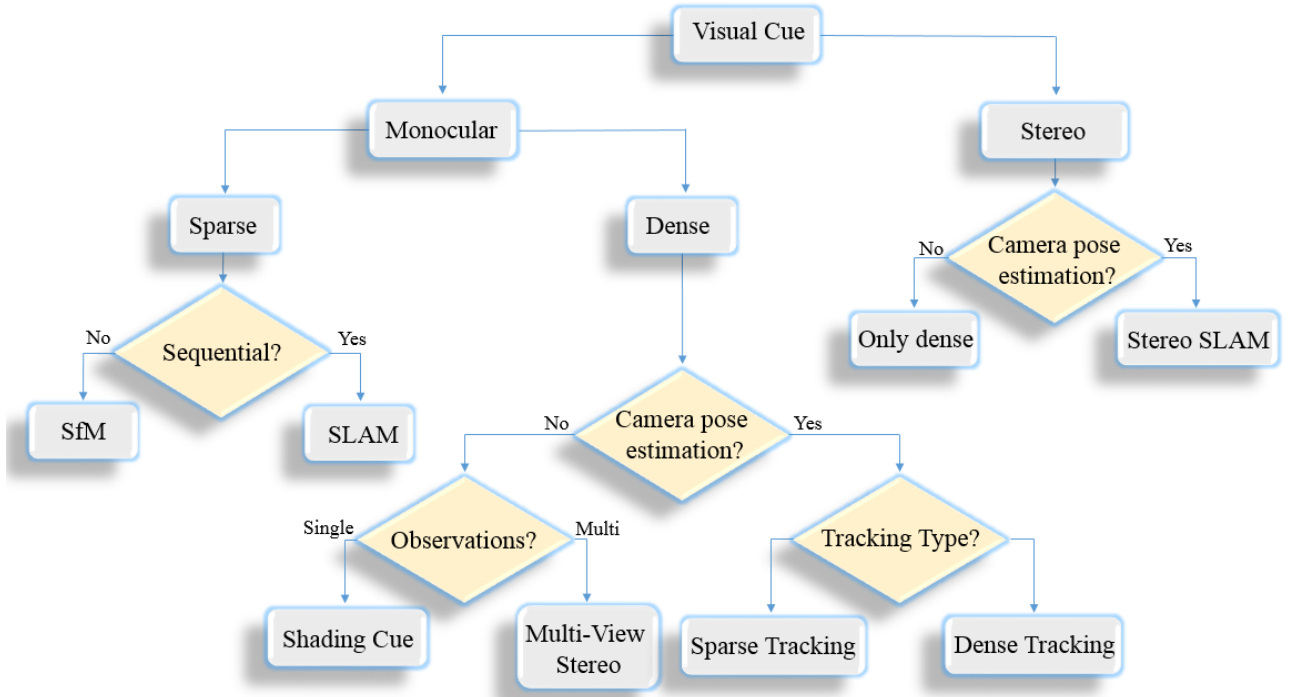 Visual Cue
Monocular
Stereo
Sparse
Dense
Camera pose
estimation?
No
Yes
Only dense
Stereo SLAM
Sequential?
No
Yes
SfM
SLAM
Camera pose
estimation?
No
Yes
Observations?
Single
Multi
Tracking Type?
Shading Cue
Multi-View
Stereo
Sparse Tracking
Dense Tracking